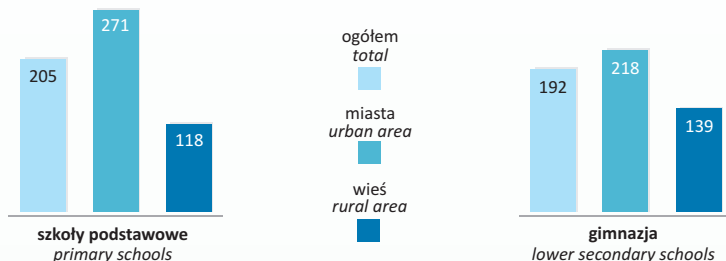 205
271
118
szkoły podstawowe
primary schools
ogółem
total
miasta
urban area
wieś
rural area
192
218
139
gimnazja
lower secondary schools